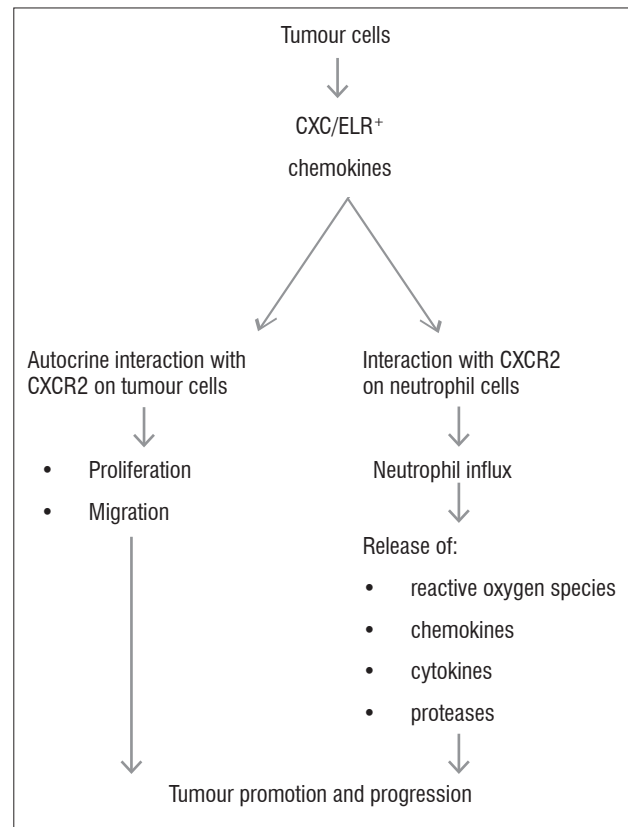 Tumour cells
CXC/ELR+
chemokines
Autocrine interaction with
CXCR2 on tumour cells
• Proliferation
• Migration
Interaction with CXCR2
on neutrophil cells
Neutrophil influx
Release of:
• reactive oxygen species
• chemokines
• cytokines
• proteases
Tumour promotion and progression